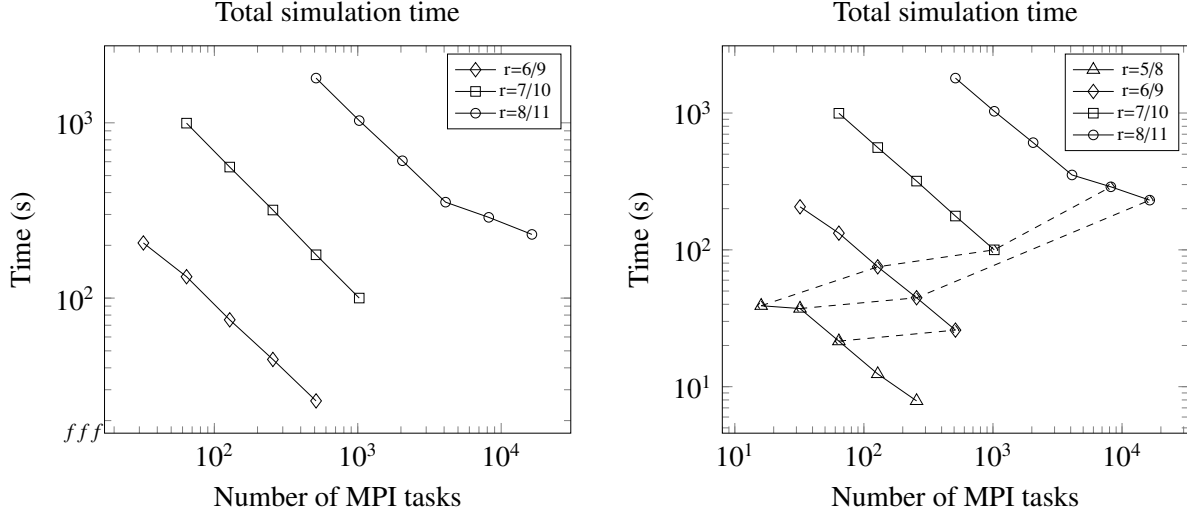 Total simulation time
r=6/9
r=7/10
r=8/11
10³
10²
Time (s)
fff
10² 10³ 10⁴
Number of MPI tasks
Total simulation time
r=5/8
r=6/9
r=7/10
r=8/11
10³
10²
10¹
Time (s)
10¹ 10² 10³ 10⁴
Number of MPI tasks